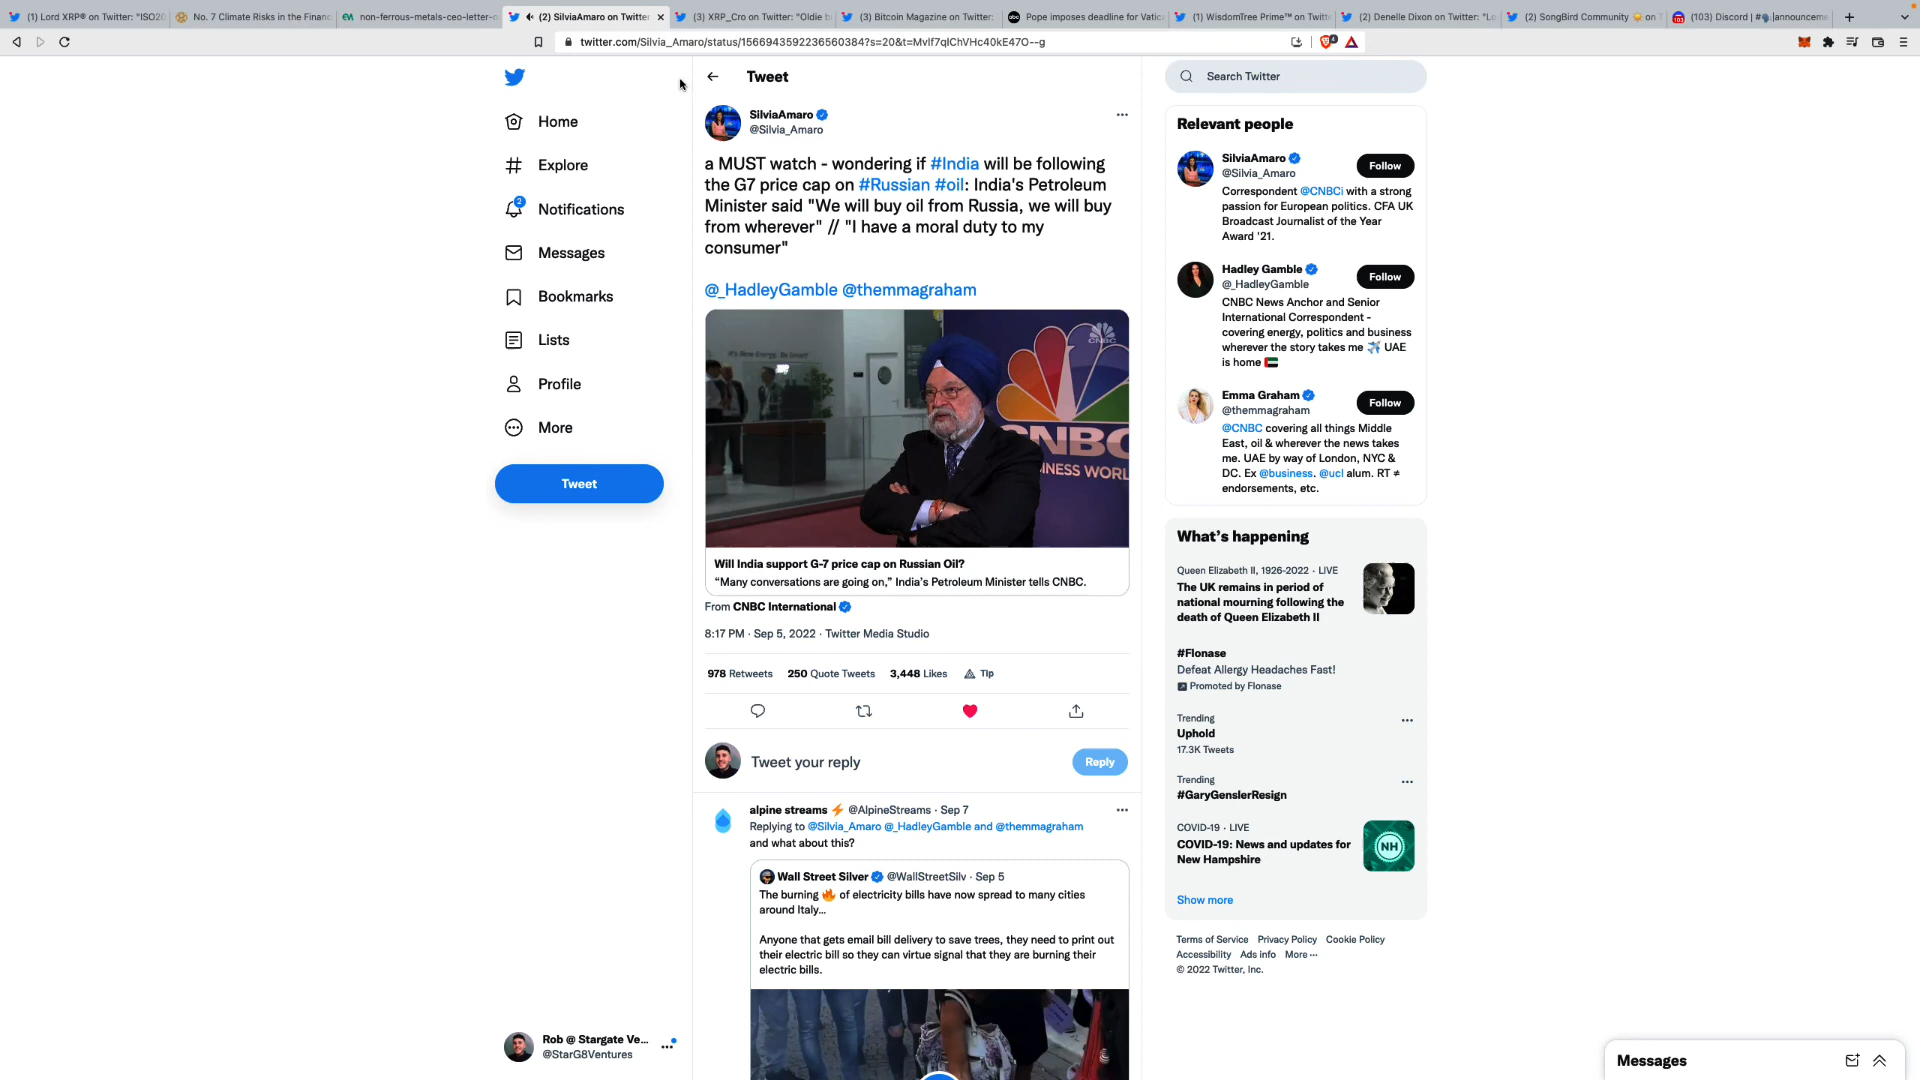 (1) Lord XRP® on Twitter: "ISO20
No. 7 Climate Risks in the Financ
non-ferrous-metals-ceo-letter-o
(2) SilviaAmaro on Twitter
(3) XRP_Cro on Twitter: "Oldie b
(3) Bitcoin Magazine on Twitter:
Pope imposes deadline for Vatica
(1) WisdomTree Prime™ on Twitt
(2) Denelle Dixon on Twitter: "Lo
(2) SongBird Community on T
(103) Discord | #announceme
twitter.com/Silvia_Amaro/status/1566943592236560384?s=20&t=Mvlf7qIChVHc40kE47O--g
Home
Explore
2
Notifications
Messages
Bookmarks
Lists
Profile
More
Tweet
Rob @ Stargate Ve...
@StarG8Ventures
Tweet
SilviaAmaro
@Silvia_Amaro
a MUST watch - wondering if #India will be following
the G7 price cap on #Russian #oil: India's Petroleum
Minister said "We will buy oil from Russia, we will buy
from wherever" // "I have a moral duty to my
consumer"
@_HadleyGamble @themmagraham
It's New Energy. Be Smart
CNBC
CNBC
INESS WORL
Will India support G-7 price cap on Russian Oil?
“Many conversations are going on,” India’s Petroleum Minister tells CNBC.
From CNBC International
8:17 PM · Sep 5, 2022 · Twitter Media Studio
978 Retweets 250 Quote Tweets 3,448 Likes Tip
Tweet your reply
Reply
alpine streams ⚡ @AlpineStreams · Sep 7
Replying to @Silvia_Amaro @_HadleyGamble and @themmagraham
and what about this?
Wall Street Silver @WallStreetSilv · Sep 5
The burning 🔥 of electricity bills have now spread to many cities
around Italy...
Anyone that gets email bill delivery to save trees, they need to print out
their electric bill so they can virtue signal that they are burning their
electric bills.
Search Twitter
Relevant people
SilviaAmaro
@Silvia_Amaro
Follow
Correspondent @CNBCi with a strong
passion for European politics. CFA UK
Broadcast Journalist of the Year
Award '21.
Hadley Gamble
@_HadleyGamble
Follow
CNBC News Anchor and Senior
International Correspondent -
covering energy, politics and business
wherever the story takes me ✈️ UAE
is home 🇦🇪
Emma Graham
@themmagraham
Follow
@CNBC covering all things Middle
East, oil & wherever the news takes
me. UAE by way of London, NYC &
DC. Ex @business. @ucl alum. RT ≠
endorsements, etc.
What’s happening
Queen Elizabeth II, 1926-2022 · LIVE
The UK remains in period of
national mourning following the
death of Queen Elizabeth II
#Flonase
Defeat Allergy Headaches Fast!
Promoted by Flonase
Trending
Uphold
17.3K Tweets
Trending
#GaryGenslerResign
COVID-19 · LIVE
COVID-19: News and updates for
New Hampshire
NH
Show more
Terms of Service Privacy Policy Cookie Policy
Accessibility Ads info More ···
© 2022 Twitter, Inc.
Messages